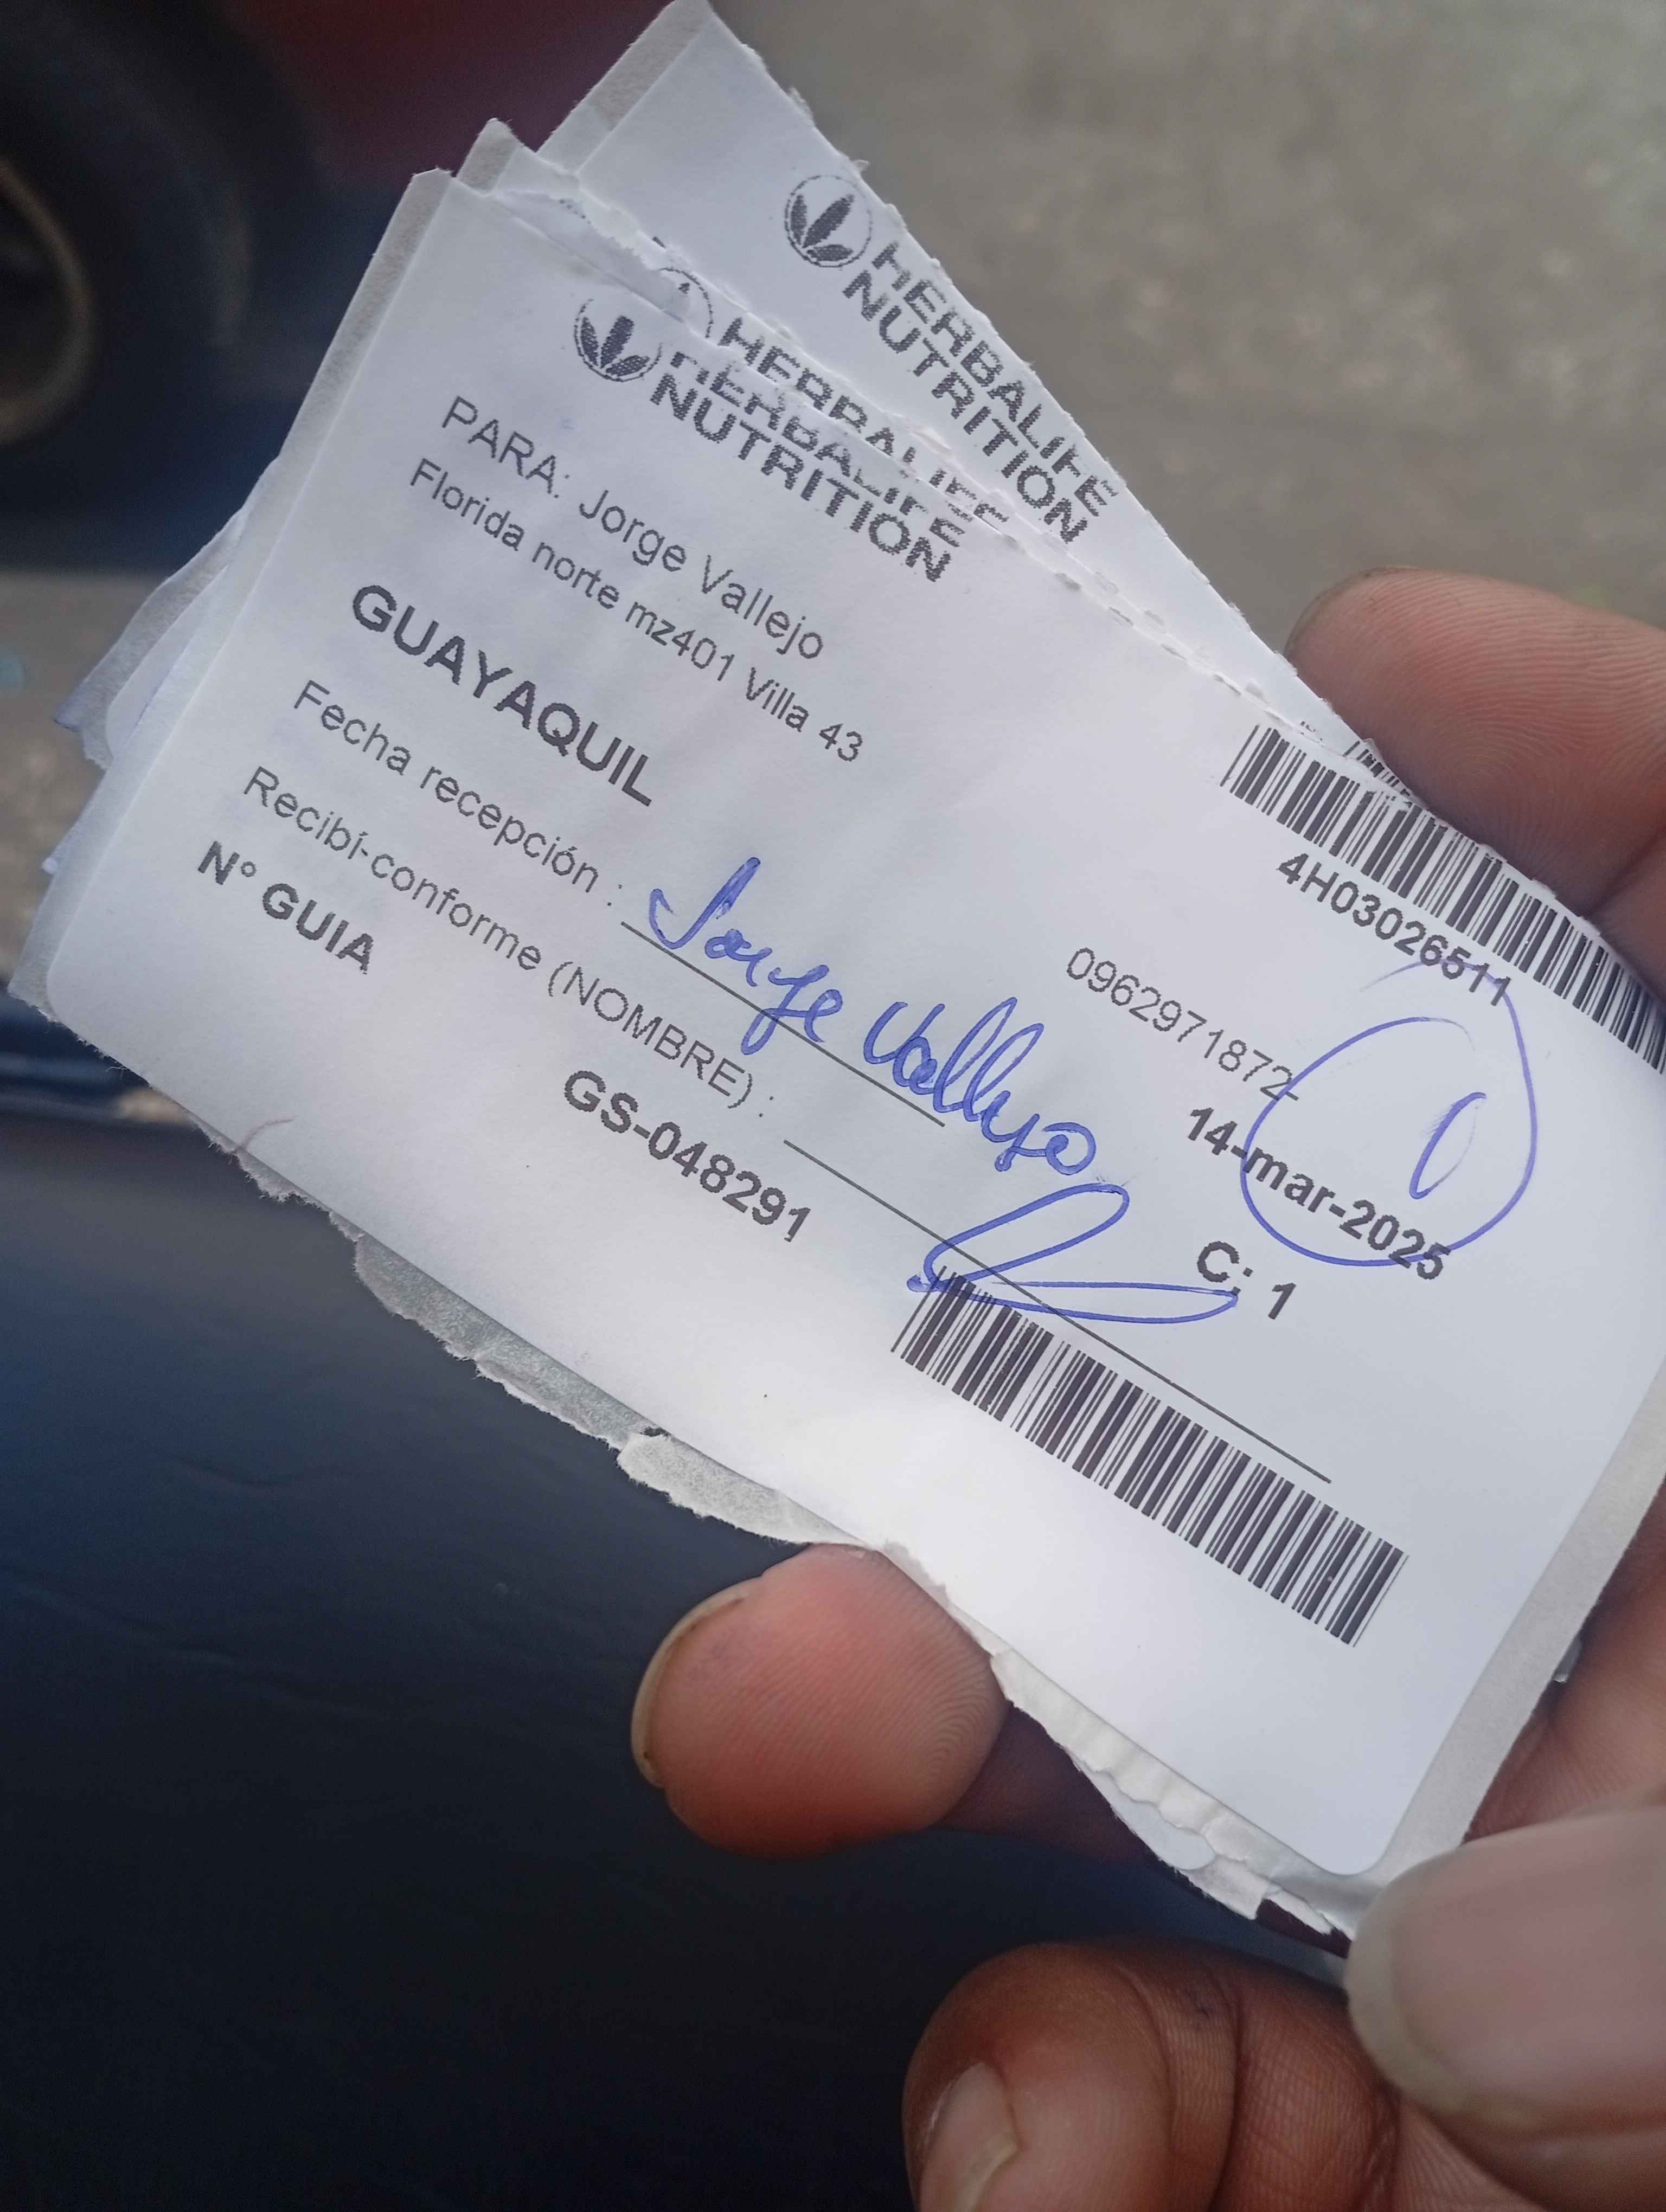 HERBALIFE
NUTRITION
HERBALIFE
HERBALIFE
NUTRITION
4H03026511
PARA: Jorge Vallejo
Florida norte mz401 Villa 43
0962971872
GUAYAQUIL
14-mar-2025
Fecha recepción : Jorge Vallejo
C: 1
Recibí-conforme (NOMBRE) :
N° GUIA GS-048291